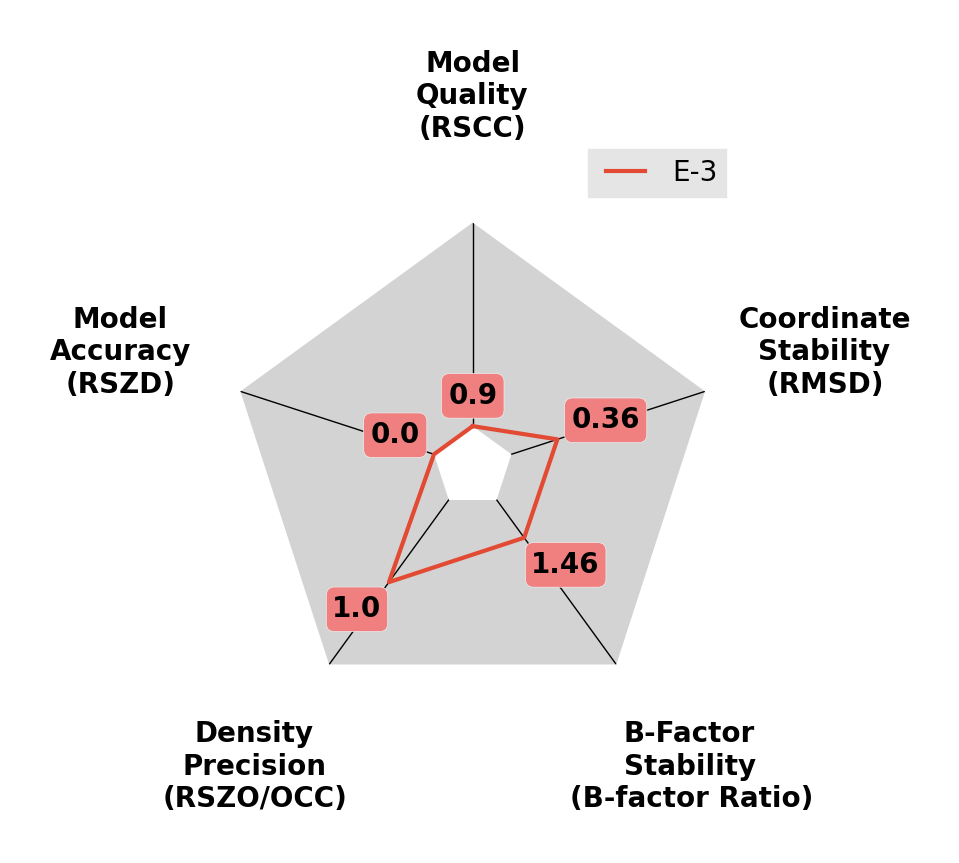 Model
Quality
(RSCC)
E-3
Model
Accuracy
(RSZD)
Coordinate
Stability
(RMSD)
0.9
0.36
0.0
1.46
1.0
Density
Precision
(RSZO/OCC)
B-Factor
Stability
(B-factor Ratio)